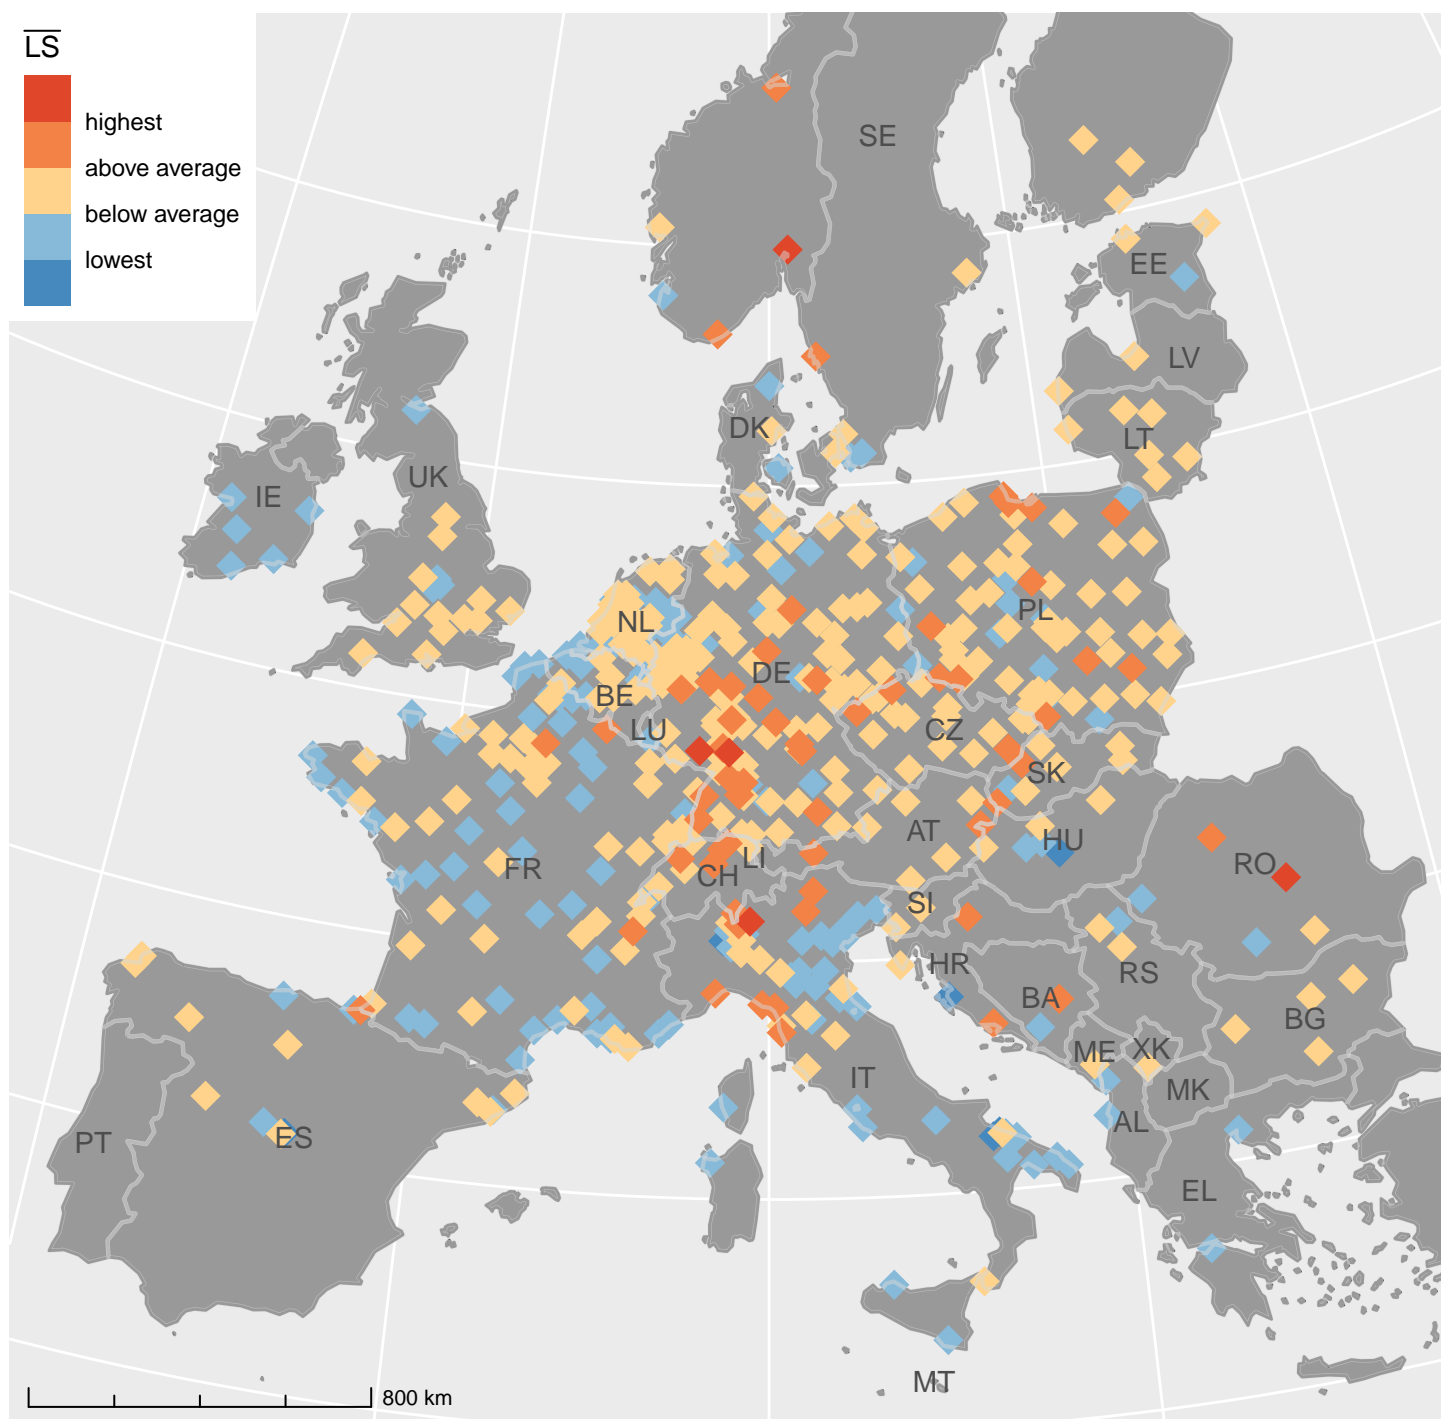 LS
highest
above average
below average
lowest
SE
EE
LV
LT
DK
UK
IE
NL
PL
DE
BE
LU
CZ
SK
AT
HU
RO
FR
LI
CH
SI
HR
RS
BA
BG
ME
XK
MK
IT
AL
ES
PT
EL
MT
800 km